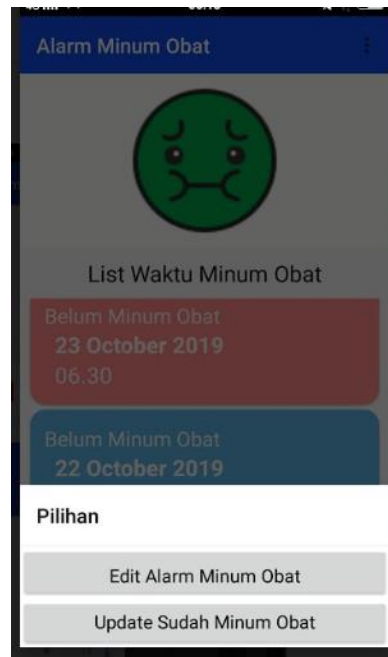 Alarm Minum Obat
List Waktu Minum Obat
Belum Minum Obat
23 October 2019
06.30
Belum Minum Obat
22 October 2019
Pilihan
Edit Alarm Minum Obat
Update Sudah Minum Obat